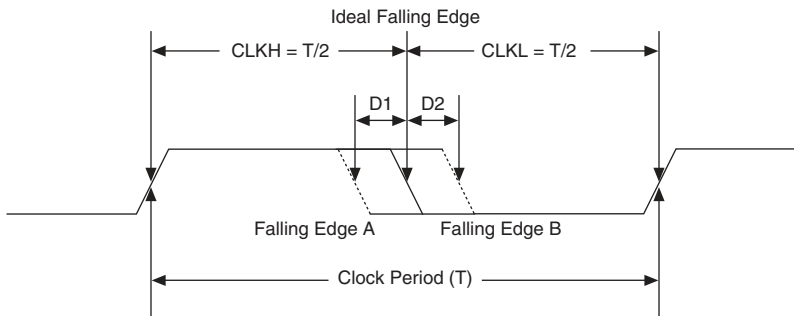 Ideal Falling Edge
CLKH = T/2
CLKL = T/2
D1
D2
Falling Edge A
Falling Edge B
Clock Period (T)